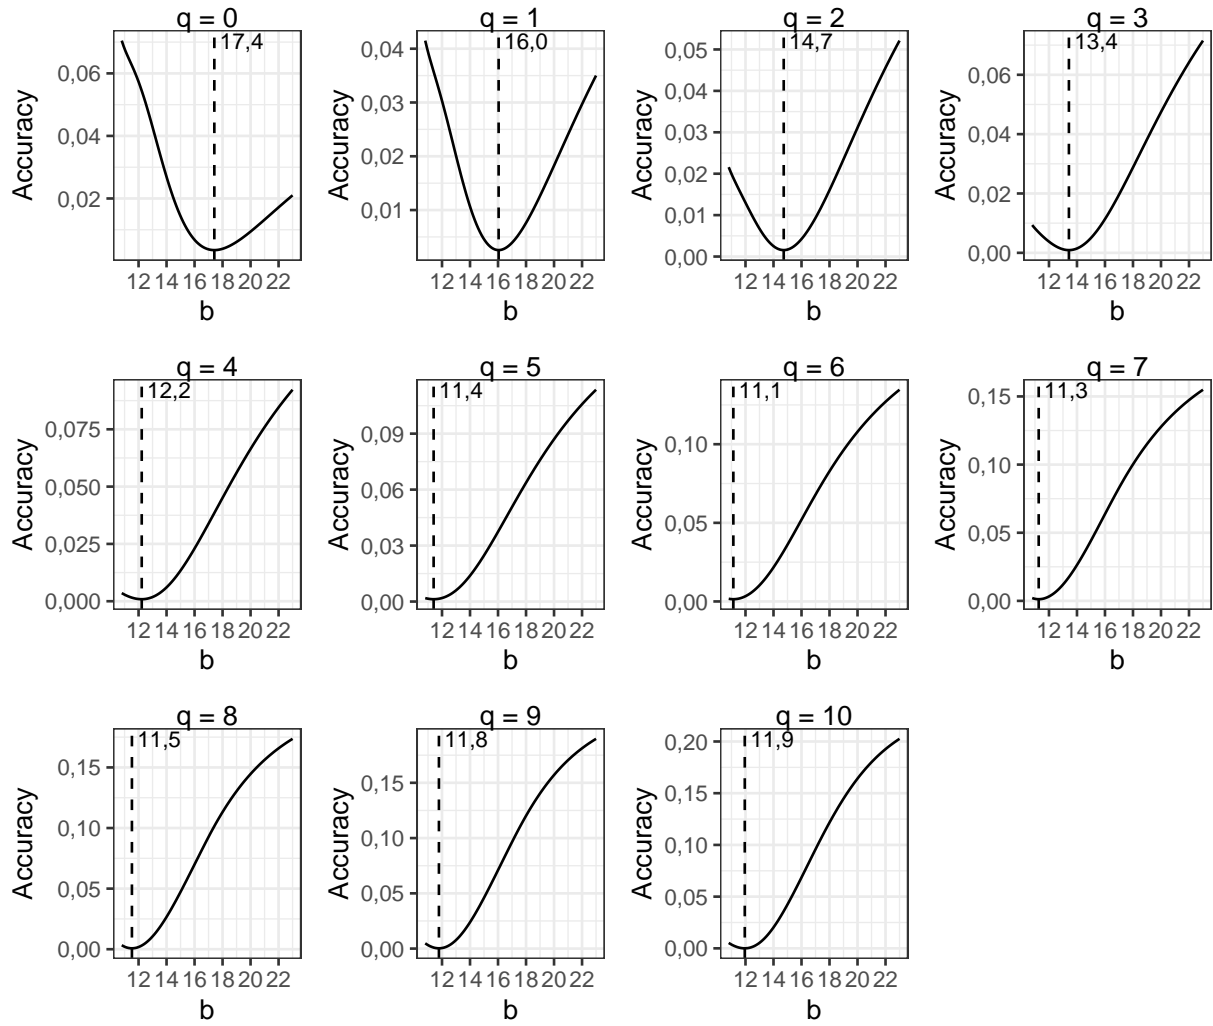 q = 0
17,4
0,06
0,04
0,02
Accuracy
12 14 16 18 20 22
b
q = 1
16,0
0,04
0,03
0,02
0,01
Accuracy
12 14 16 18 20 22
b
q = 2
14,7
0,05
0,04
0,03
0,02
0,01
0,00
Accuracy
12 14 16 18 20 22
b
q = 3
13,4
0,06
0,04
0,02
0,00
Accuracy
12 14 16 18 20 22
b
q = 4
12,2
0,075
0,050
0,025
0,000
Accuracy
12 14 16 18 20 22
b
q = 5
11,4
0,09
0,06
0,03
0,00
Accuracy
12 14 16 18 20 22
b
q = 6
11,1
0,10
0,05
0,00
Accuracy
12 14 16 18 20 22
b
q = 7
11,3
0,15
0,10
0,05
0,00
Accuracy
12 14 16 18 20 22
b
q = 8
11,5
0,15
0,10
0,05
0,00
Accuracy
12 14 16 18 20 22
b
q = 9
11,8
0,15
0,10
0,05
0,00
Accuracy
12 14 16 18 20 22
b
q = 10
11,9
0,20
0,15
0,10
0,05
0,00
Accuracy
12 14 16 18 20 22
b